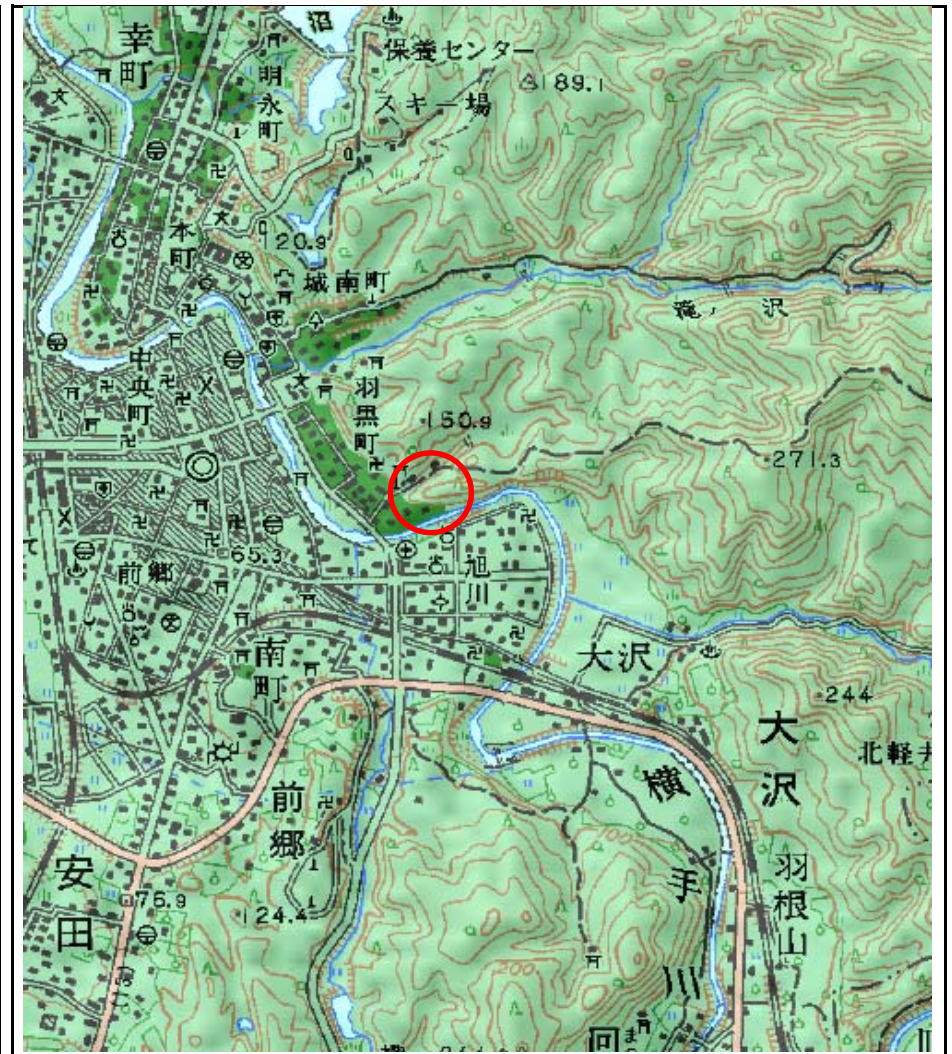 沼
幸町
明永町
保養センター
189.1
スキー場
本町
120.9
城南町
滝ノ沢
中央町
羽黒町
150.9
271.3
65.3
前郷
旭川
南町
大沢
244
大沢
北軽井
横手川
前郷
羽根山
安田
76.9
124.4
200